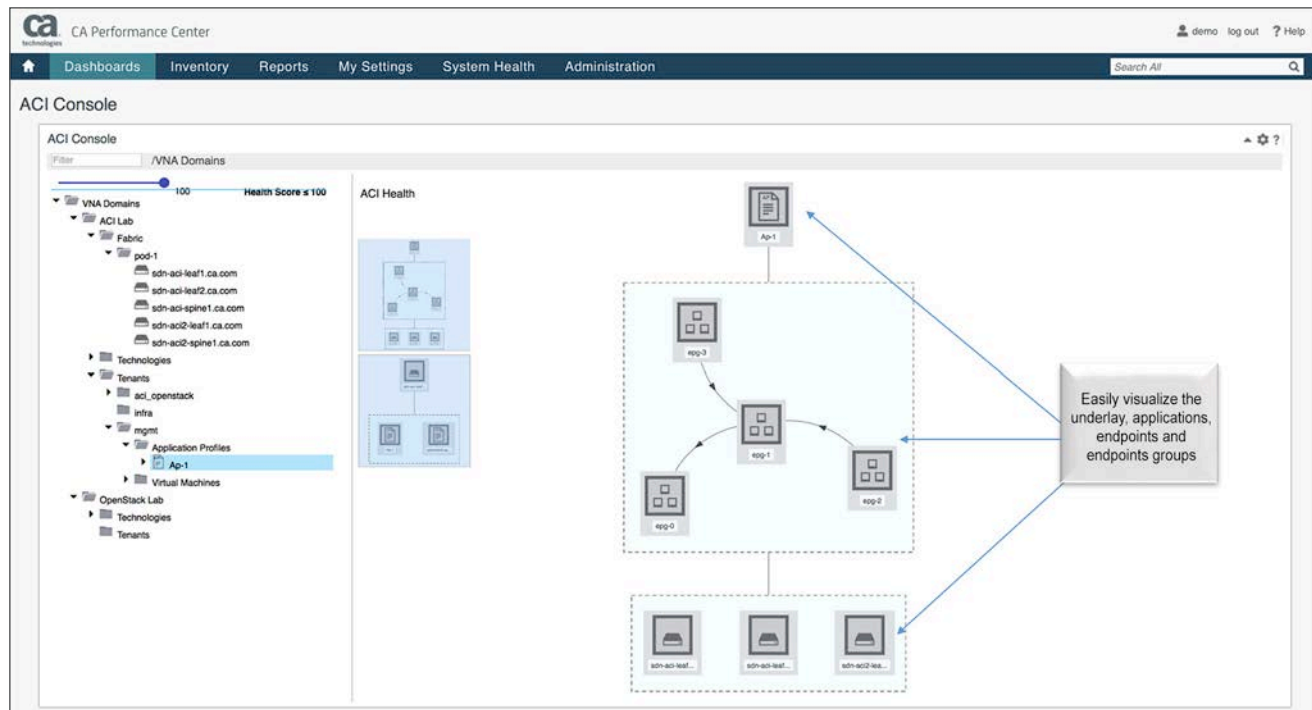 ca
technologies
CA Performance Center
demo log out ? Help
Dashboards Inventory Reports My Settings System Health Administration
Search All
ACI Console
ACI Console
?
Filter /VNA Domains
100 Health Score ≤ 100
VNA Domains
ACI Lab
Fabric
pod-1
sdn-aci-leaf1.ca.com
sdn-aci-leaf2.ca.com
sdn-aci-spine1.ca.com
sdn-aci2-leaf1.ca.com
sdn-aci2-spine1.ca.com
Technologies
Tenants
aci_openstack
infra
mgmt
Application Profiles
Ap-1
Virtual Machines
OpenStack Lab
Technologies
Tenants
ACI Health
Ap-1
epg-3
epg-1
epg-2
epg-0
sdn-aci-leaf... sdn-aci-leaf... sdn-aci2-lea...
Easily visualize the
underlay, applications,
endpoints and
endpoints groups